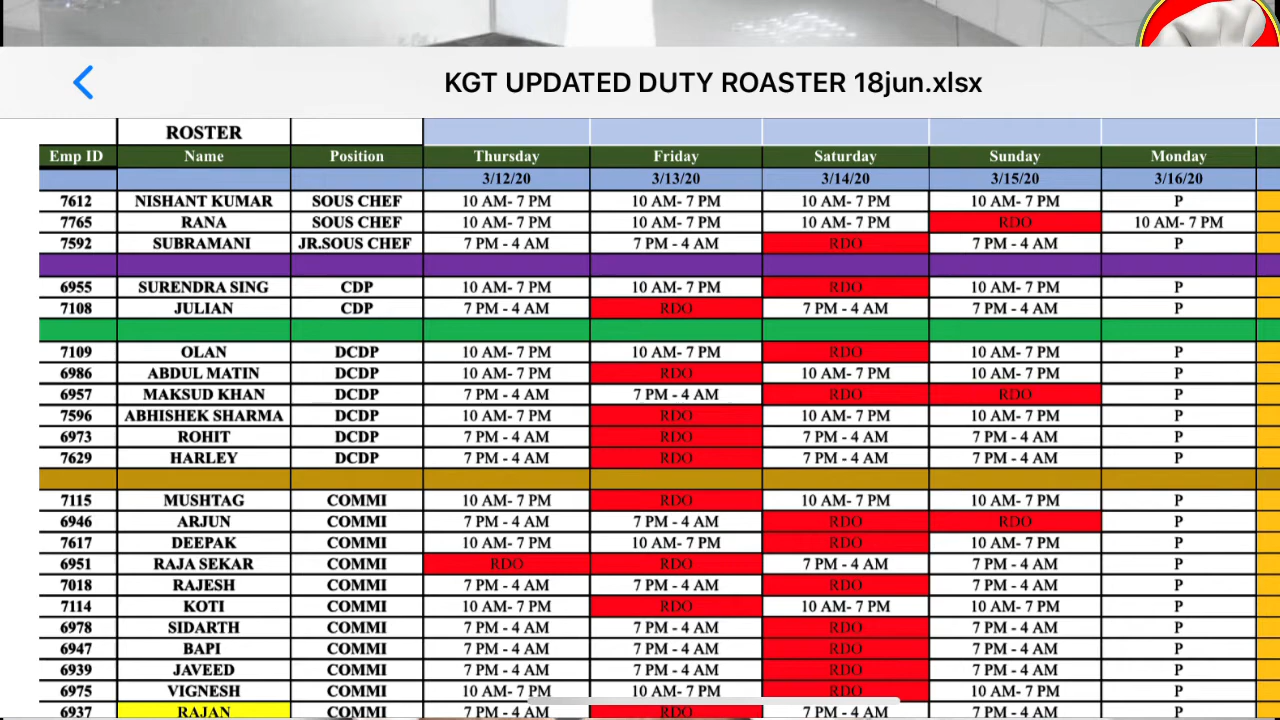 KGT UPDATED DUTY ROASTER 18jun.xlsx
ROSTER
Emp ID Name Position Thursday Friday Saturday Sunday Monday
3/12/20 3/13/20 3/14/20 3/15/20 3/16/20
7612 NISHANT KUMAR SOUS CHEF 10 AM- 7 PM 10 AM- 7 PM 10 AM- 7 PM 10 AM- 7 PM P
7765 RANA SOUS CHEF 10 AM- 7 PM 10 AM- 7 PM 10 AM- 7 PM RDO 10 AM- 7 PM
7592 SUBRAMANI JR.SOUS CHEF 7 PM - 4 AM 7 PM - 4 AM RDO 7 PM - 4 AM P
6955 SURENDRA SING CDP 10 AM- 7 PM 10 AM- 7 PM RDO 10 AM- 7 PM P
7108 JULIAN CDP 7 PM - 4 AM RDO 7 PM - 4 AM 7 PM - 4 AM P
7109 OLAN DCDP 10 AM- 7 PM 10 AM- 7 PM RDO 10 AM- 7 PM P
6986 ABDUL MATIN DCDP 10 AM- 7 PM RDO 10 AM- 7 PM 10 AM- 7 PM P
6957 MAKSUD KHAN DCDP 7 PM - 4 AM 7 PM - 4 AM RDO RDO P
7596 ABHISHEK SHARMA DCDP 10 AM- 7 PM RDO 10 AM- 7 PM 10 AM- 7 PM P
6973 ROHIT DCDP 7 PM - 4 AM RDO 7 PM - 4 AM 7 PM - 4 AM P
7629 HARLEY DCDP 7 PM - 4 AM RDO 7 PM - 4 AM 7 PM - 4 AM P
7115 MUSHTAG COMMI 10 AM- 7 PM RDO 10 AM- 7 PM 10 AM- 7 PM P
6946 ARJUN COMMI 7 PM - 4 AM 7 PM - 4 AM RDO RDO P
7617 DEEPAK COMMI 10 AM- 7 PM 10 AM- 7 PM RDO 10 AM- 7 PM P
6951 RAJA SEKAR COMMI RDO RDO 7 PM - 4 AM 7 PM - 4 AM P
7018 RAJESH COMMI 7 PM - 4 AM 7 PM - 4 AM RDO 7 PM - 4 AM P
7114 KOTI COMMI 10 AM- 7 PM RDO 10 AM- 7 PM 10 AM- 7 PM P
6978 SIDARTH COMMI 7 PM - 4 AM 7 PM - 4 AM RDO 7 PM - 4 AM P
6947 BAPI COMMI 7 PM - 4 AM 7 PM - 4 AM RDO 7 PM - 4 AM P
6939 JAVEED COMMI 7 PM - 4 AM 7 PM - 4 AM RDO 7 PM - 4 AM P
6975 VIGNESH COMMI 10 AM- 7 PM 10 AM- 7 PM RDO 10 AM- 7 PM P
6937 RAJAN COMMI 7 PM - 4 AM RDO 7 PM - 4 AM 7 PM - 4 AM P